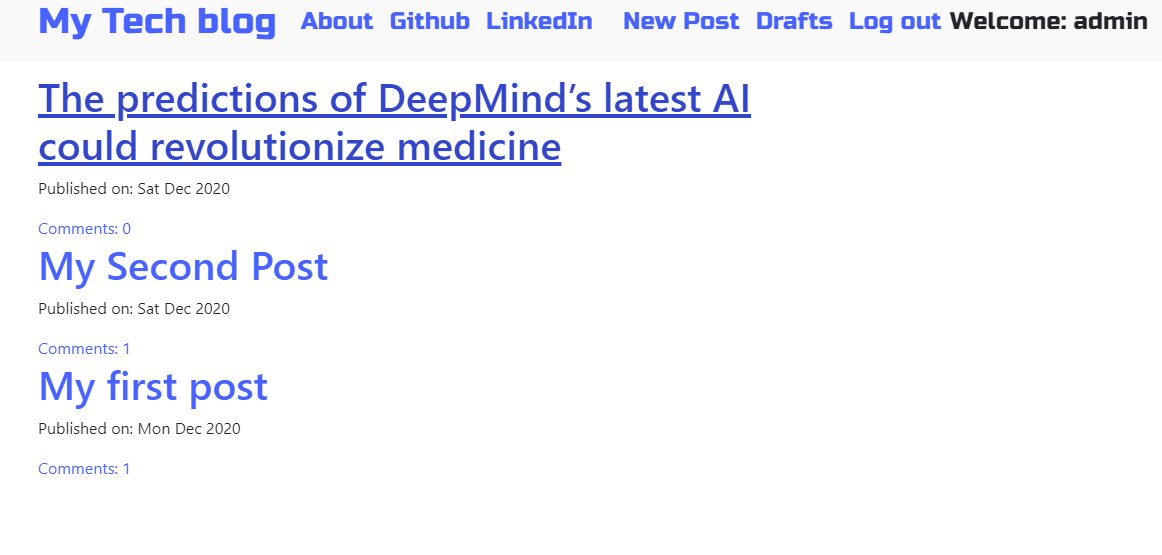 My Tech blog About Github LinkedIn New Post Drafts Log out Welcome: admin
The predictions of DeepMind’s latest AI
could revolutionize medicine
Published on: Sat Dec 2020
Comments: 0
My Second Post
Published on: Sat Dec 2020
Comments: 1
My first post
Published on: Mon Dec 2020
Comments: 1